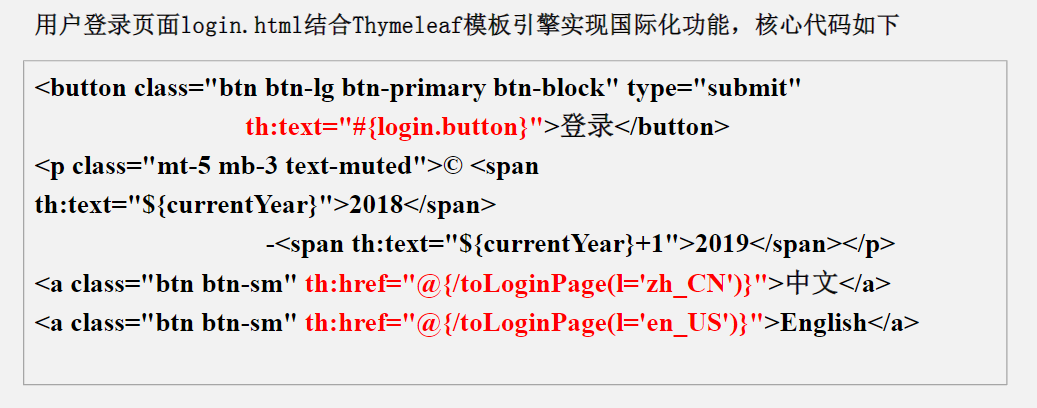 用户登录页面login.html结合Thymeleaf模板引擎实现国际化功能，核心代码如下
<button class="btn btn-lg btn-primary btn-block" type="submit"
th:text="#{login.button}">登录</button>
<p class="mt-5 mb-3 text-muted">© <span
th:text="${currentYear}">2018</span>
-<span th:text="${currentYear}+1">2019</span></p>
<a class="btn btn-sm" th:href="@{/toLoginPage(l='zh_CN')}">中文</a>
<a class="btn btn-sm" th:href="@{/toLoginPage(l='en_US')}">English</a>